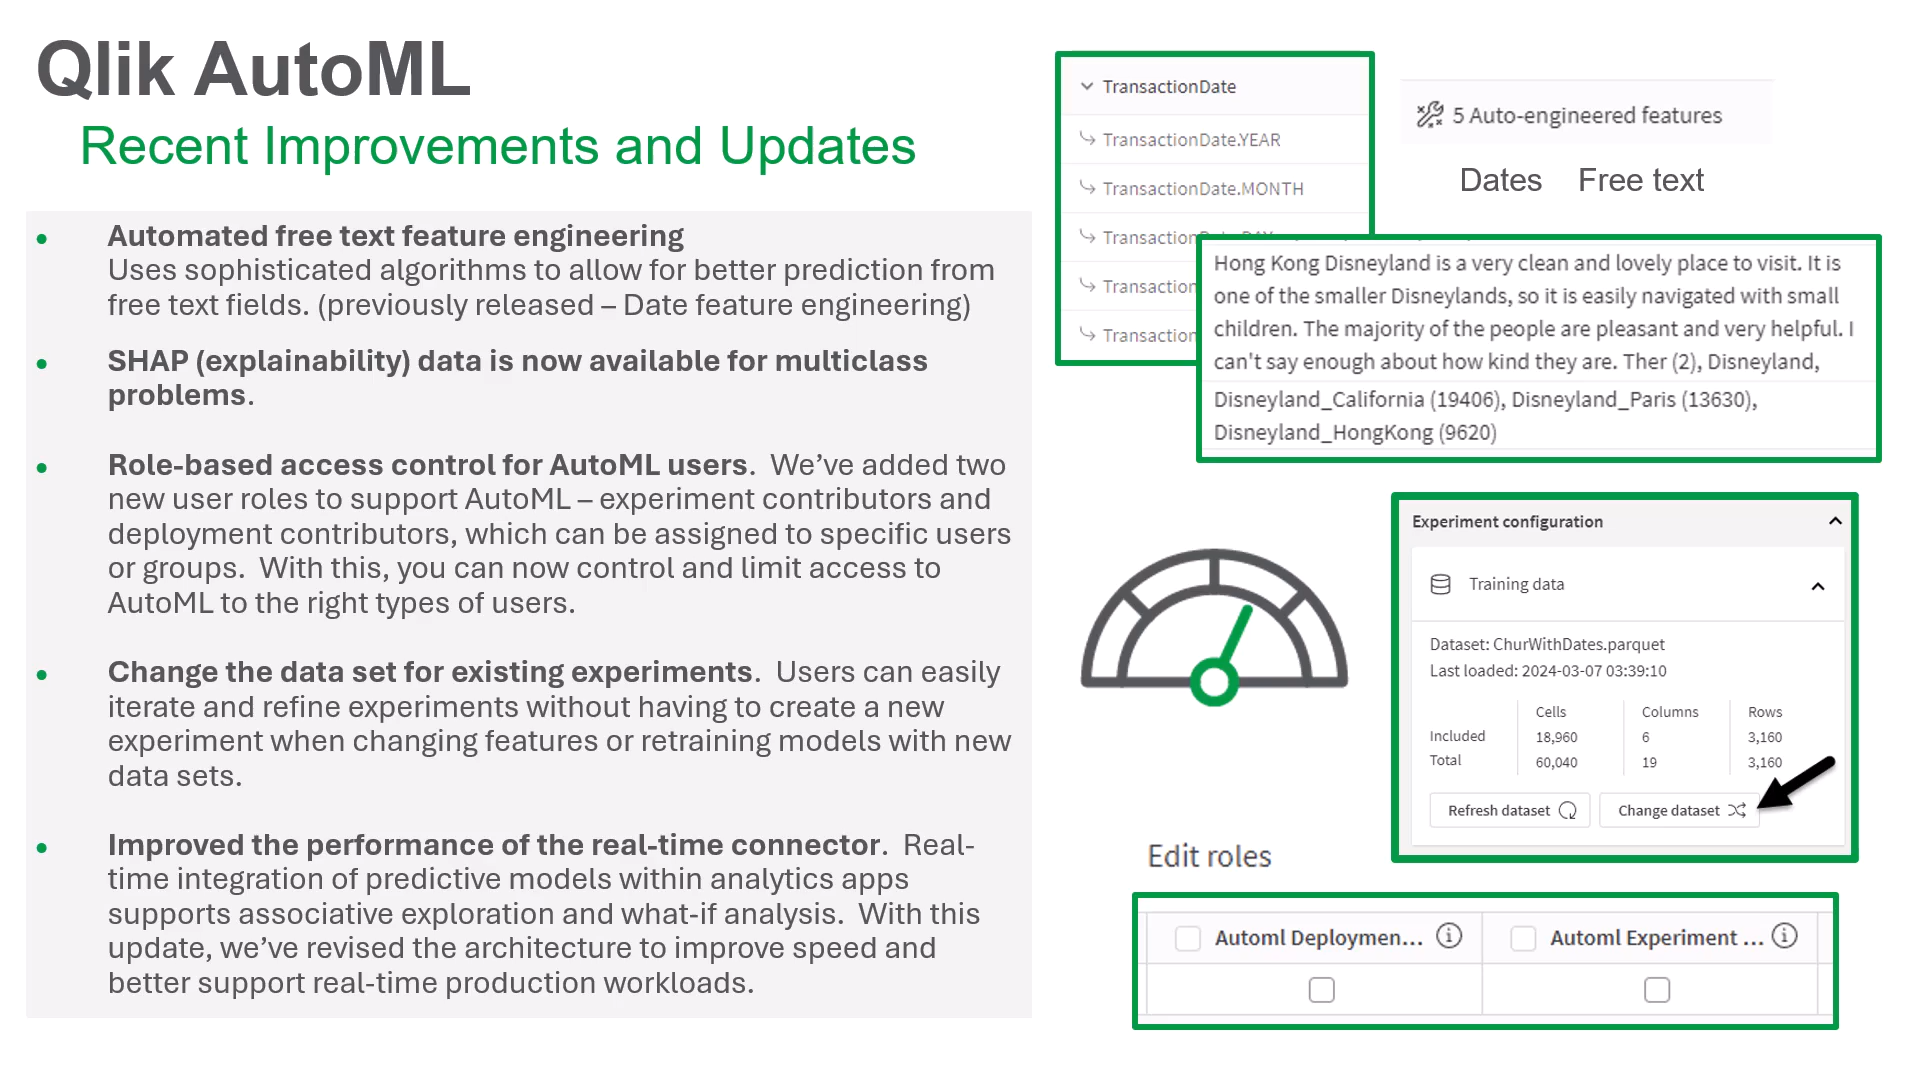 Qlik AutoML
Recent Improvements and Updates
Automated free text feature engineering
Uses sophisticated algorithms to allow for better prediction from
free text fields. (previously released – Date feature engineering)
SHAP (explainability) data is now available for multiclass
problems.
Role-based access control for AutoML users.  We’ve added two
new user roles to support AutoML – experiment contributors and
deployment contributors, which can be assigned to specific users
or groups.  With this, you can now control and limit access to
AutoML to the right types of users.
Change the data set for existing experiments.  Users can easily
iterate and refine experiments without having to create a new
experiment when changing features or retraining models with new
data sets.
Improved the performance of the real-time connector.  Real-
time integration of predictive models within analytics apps
supports associative exploration and what-if analysis.  With this
update, we’ve revised the architecture to improve speed and
better support real-time production workloads.
TransactionDate
TransactionDate.YEAR
TransactionDate.MONTH
Transaction
Transaction
5 Auto-engineered features
Dates Free text
Hong Kong Disneyland is a very clean and lovely place to visit. It is
one of the smaller Disneylands, so it is easily navigated with small
children. The majority of the people are pleasant and very helpful. I
can't say enough about how kind they are. Ther (2), Disneyland,
Disneyland_California (19406), Disneyland_Paris (13630),
Disneyland_HongKong (9620)
Experiment configuration
Training data
Dataset: ChurWithDates.parquet
Last loaded: 2024-03-07 03:39:10
Cells Columns Rows
Included 18,960 6 3,160
Total 60,040 19 3,160
Refresh dataset Change dataset
Edit roles
Automl Deploymen... Automl Experiment ...